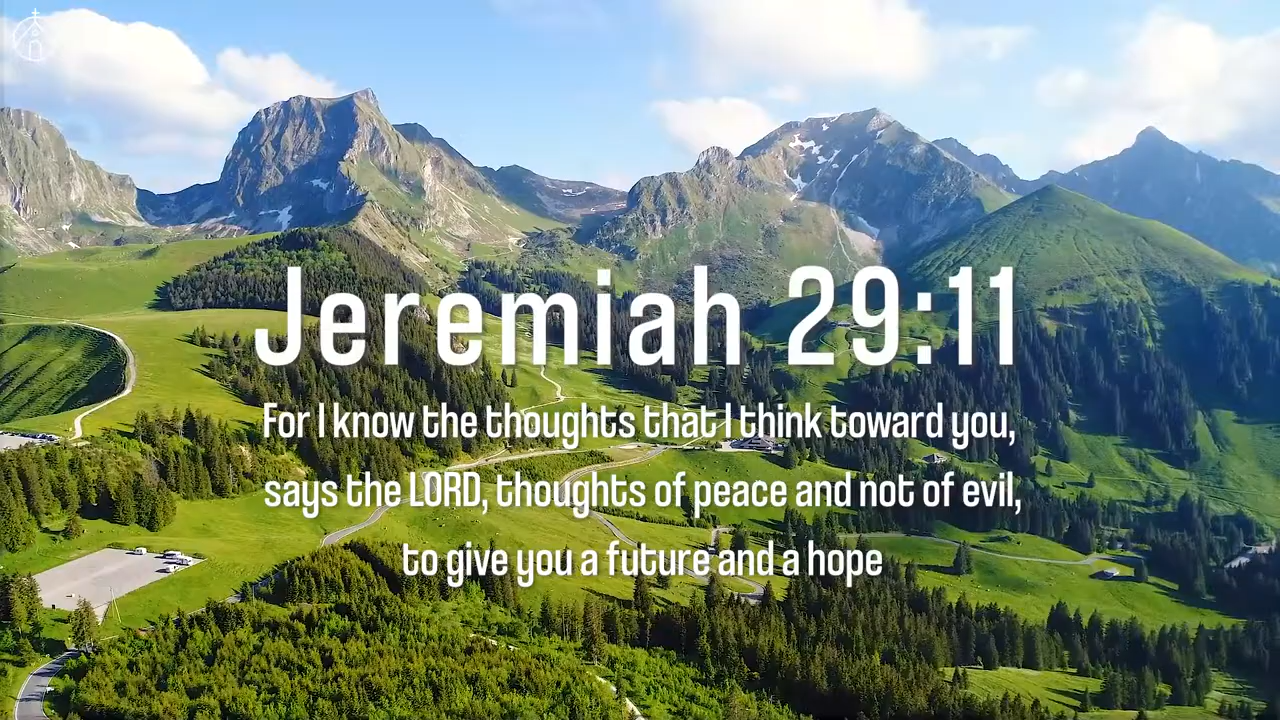 Jeremiah 29:11
For I know the thoughts that I think toward you,
says the LORD, thoughts of peace and not of evil,
to give you a future and a hope